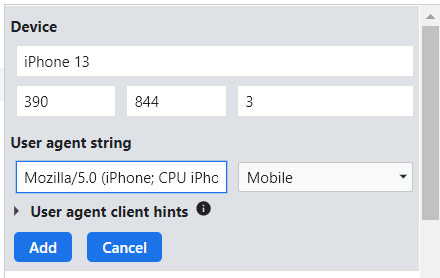 Device
iPhone 13
390 844 3
User agent string
Mozilla/5.0 (iPhone; CPU iPho Mobile
User agent client hints
Add Cancel